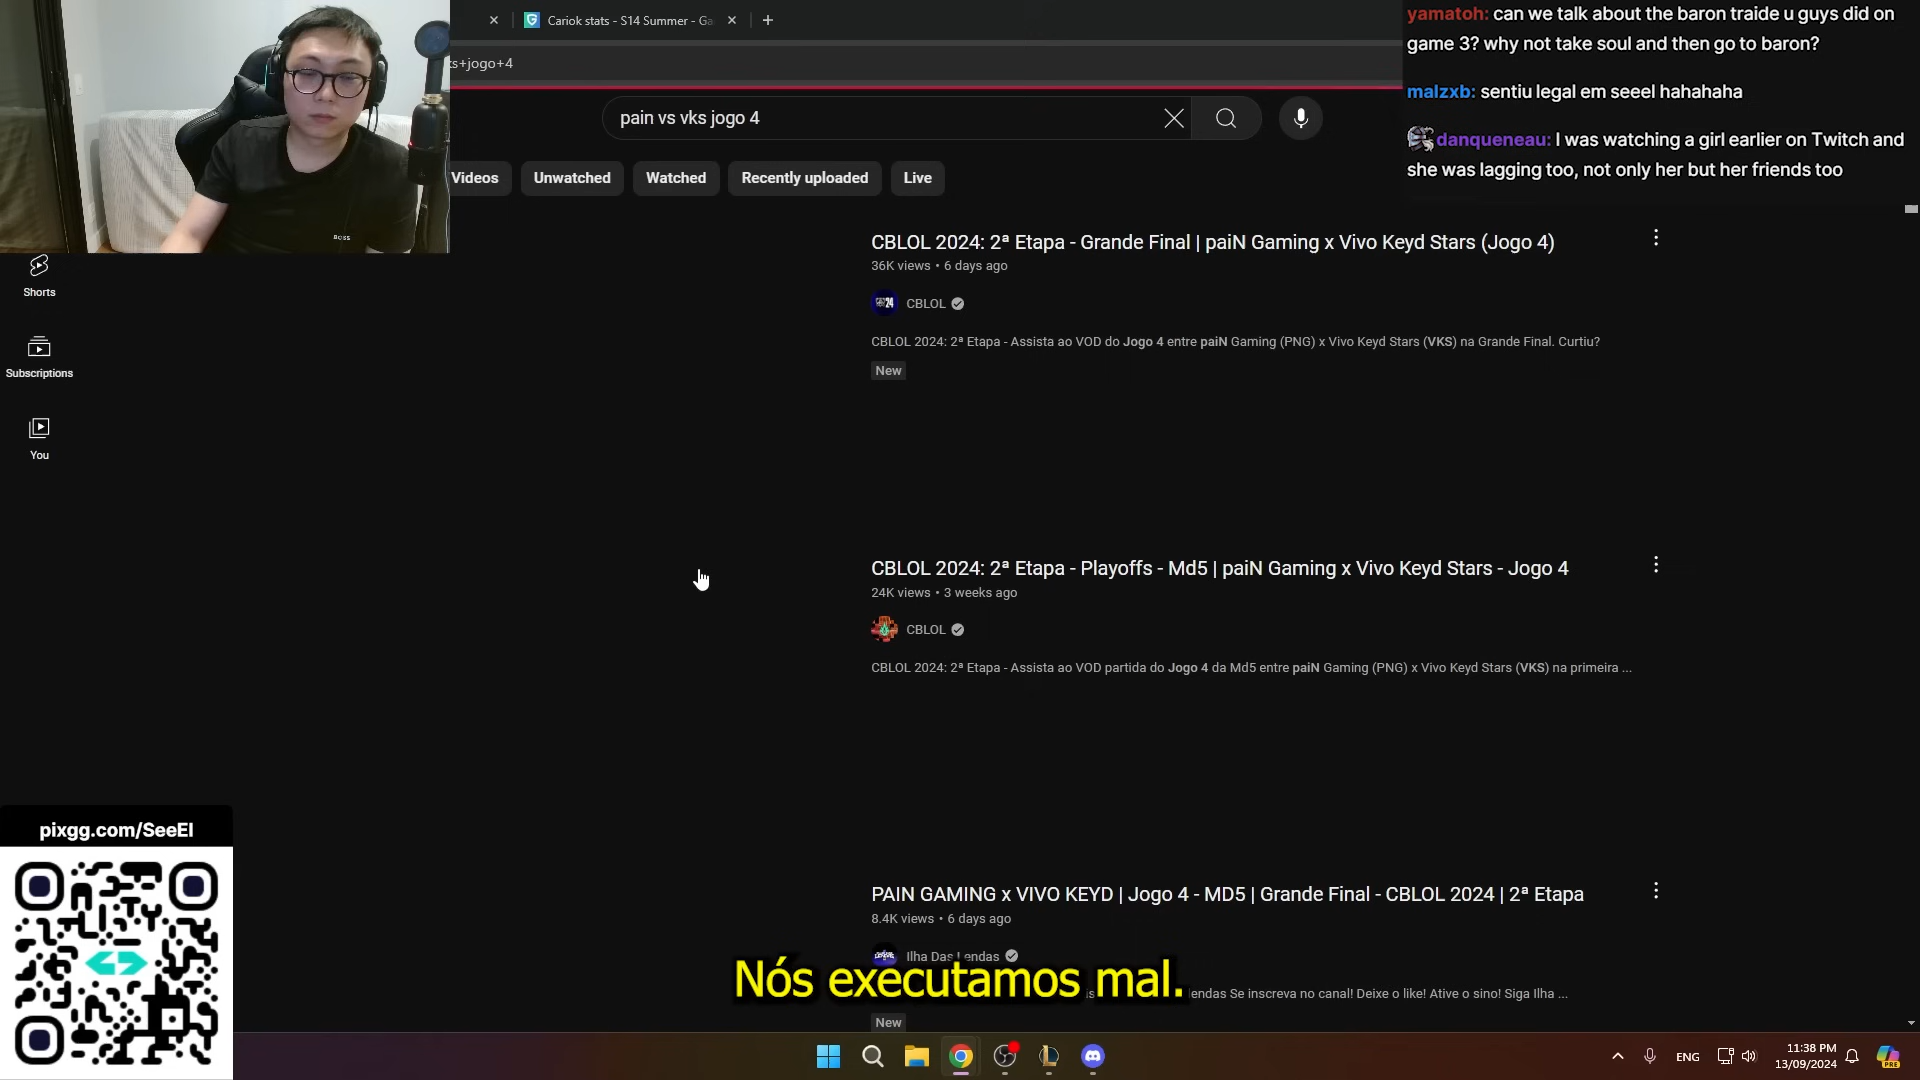 Cariok stats - S14 Summer - Ga
s+jogo+4
pain vs vks jogo 4
Videos
Unwatched
Watched
Recently uploaded
Live
yamatoh: can we talk about the baron traide u guys did on
game 3? why not take soul and then go to baron?
malzxb: sentiu legal em seeel hahahaha
danqueneau: I was watching a girl earlier on Twitch and
she was lagging too, not only her but her friends too
BOSS
Shorts
Subscriptions
You
CBLOL 2024: 2ª Etapa - Grande Final | paiN Gaming x Vivo Keyd Stars (Jogo 4)
36K views • 6 days ago
CBLOL
CBLOL 2024: 2ª Etapa - Assista ao VOD do Jogo 4 entre paiN Gaming (PNG) x Vivo Keyd Stars (VKS) na Grande Final. Curtiu?
New
CBLOL 2024: 2ª Etapa - Playoffs - Md5 | paiN Gaming x Vivo Keyd Stars - Jogo 4
24K views • 3 weeks ago
CBLOL
CBLOL 2024: 2ª Etapa - Assista ao VOD partida do Jogo 4 da Md5 entre paiN Gaming (PNG) x Vivo Keyd Stars (VKS) na primeira ...
PAIN GAMING x VIVO KEYD | Jogo 4 - MD5 | Grande Final - CBLOL 2024 | 2ª Etapa
8.4K views • 6 days ago
Ilha Das Lendas
Nós executamos mal.
endas Se inscreva no canal! Deixe o like! Ative o sino! Siga Ilha ...
New
pixgg.com/SeeEl
ENG
11:38 PM
13/09/2024
PRE